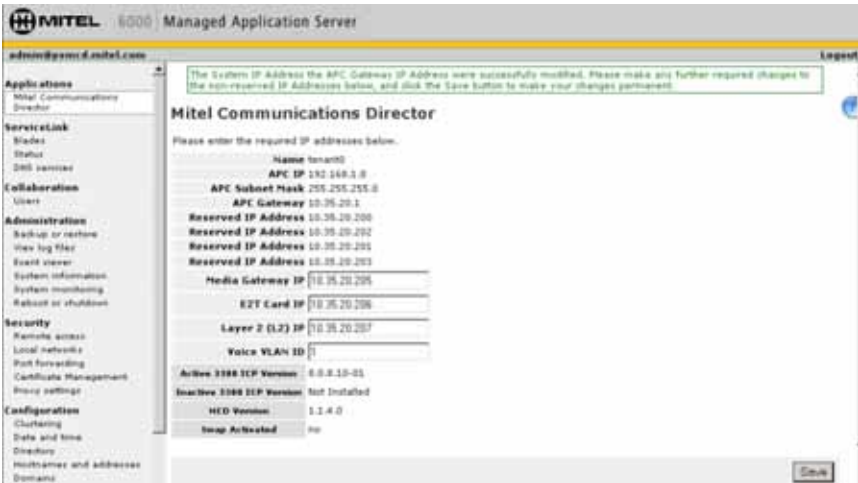 MITEL 6000 Managed Application Server
Logout
Applications
Mitel Communications
Director
ServiceLink
Blades
Status
DNS services
Collaboration
Users
Administration
Backup or restore
View log files
Event viewer
System information
System monitoring
Reboot or shutdown
Security
Remote access
Local networks
Port forwarding
Certificate Management
Proxy settings
Configuration
Clustering
Date and time
Directory
Hostnames and addresses
Domains
The System IP Address the APC Gateway IP Address were successfully modified. Please make any further required changes to
the non-reserved IP Addresses below, and click the Save button to make your changes permanent.
Mitel Communications Director
Please enter the required IP addresses below.
Name tenant0
APC IP 192.168.1.0
APC Subnet Mask 255.255.255.0
APC Gateway 10.35.20.1
Reserved IP Address 10.35.20.200
Reserved IP Address 10.35.20.202
Reserved IP Address 10.35.20.201
Reserved IP Address 10.35.20.203
Media Gateway IP 10.35.20.205
E2T Card IP 10.35.20.206
Layer 2 (L2) IP 10.35.20.207
Voice VLAN ID 1
Active 3300 ICP Version 8.0.8.10-01
Inactive 3300 ICP Version Not Installed
MCD Version 1.1.4.0
Swap Activated no
Save